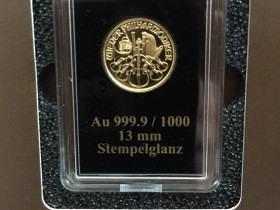 WIENER PHILHARMONIKER
Au 999.9 / 1000
13 mm
Stempelglanz